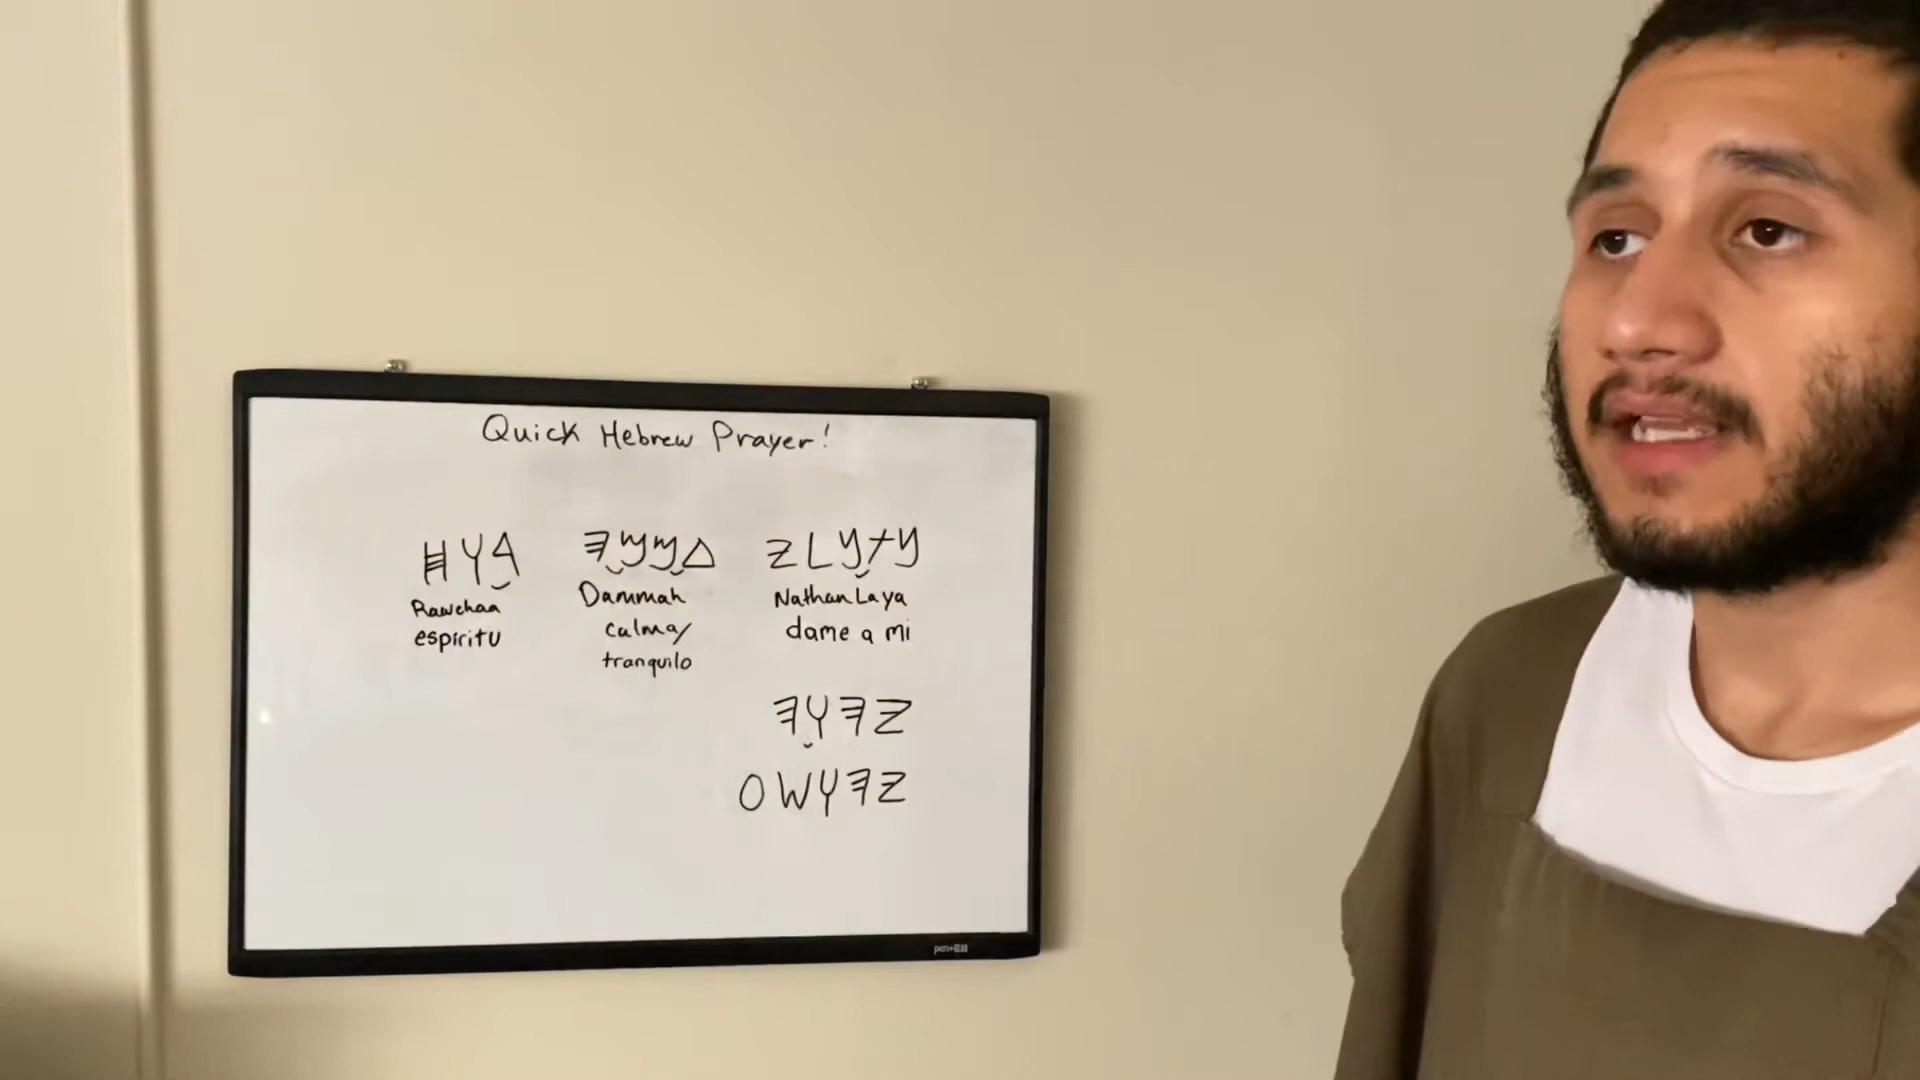 Quick Hebrew Prayer!
𐤍𐤕𐤍𐤋𐤉 𐤃𐤌𐤌𐤄 𐤓𐤅𐤇
Rawchaa Dammah Nathan Laya
espiritu calma/ dame a mi
tranquilo
𐤉𐤄𐤅𐤄
𐤉𐤄𐤅𐤔𐤏